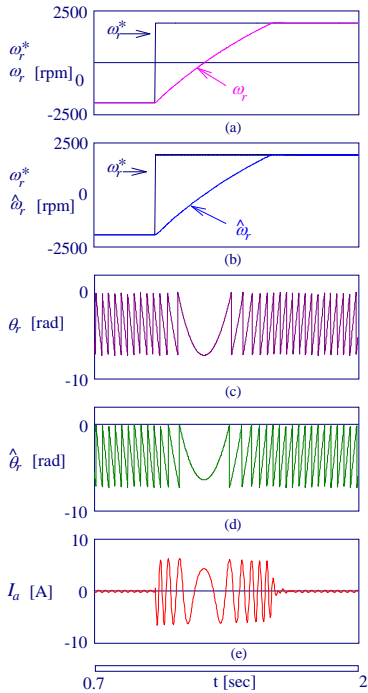 2500
ω_r^*
ω_r^*
ω_r [rpm] 0
ω_r
-2500
(a)
2500
ω_r^*
ω_r^*
0
ω̂_r [rpm]
ω̂_r
-2500
(b)
0
θ_r [rad]
-10
(c)
0
θ̂_r [rad]
-10
(d)
10
I_a [A] 0
(e)
-10
0.7 t [sec] 2